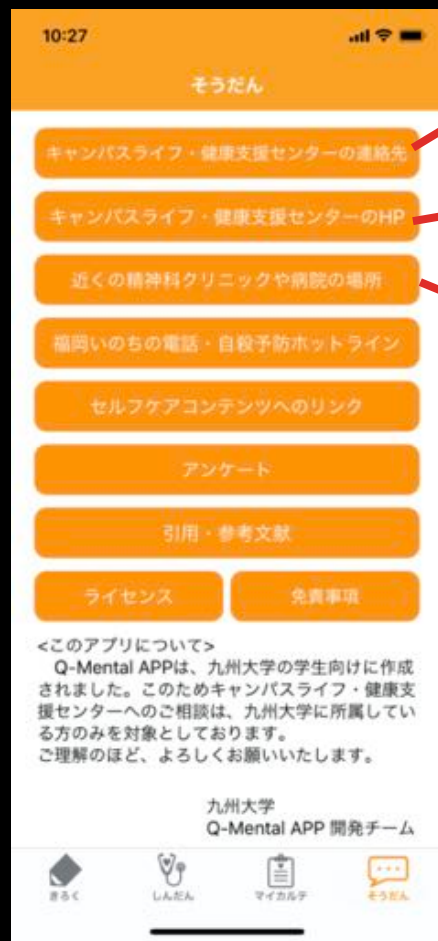 10:27
そうだん
キャンパスライフ・健康支援センターの連絡先
キャンパスライフ・健康支援センターのHP
近くの精神科クリニックや病院の場所
福岡いのちの電話・自殺予防ホットライン
セルフケアコンテンツへのリンク
アンケート
引用・参考文献
ライセンス 免責事項
<このアプリについて>
Q-Mental APPは、九州大学の学生向けに作成
されました。このためキャンパスライフ・健康支
援センターへのご相談は、九州大学に所属してい
る方のみを対象としております。
ご理解のほど、よろしくお願いいたします。
九州大学
Q-Mental APP 開発チーム
きろく しんだん マイカルテ そうだん